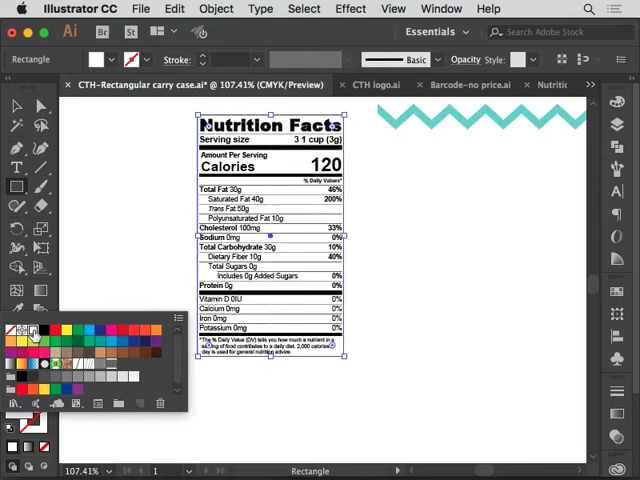 Illustrator CC File Edit Object Type Select Effect View Window Help
Ai Br St Essentials Search Adobe Stock
Rectangle Stroke: Basic Opacity Style:
CTH-Rectangular carry case.ai* @ 107.41% (CMYK/Preview) CTH logo.ai Barcode-no price.ai Nutritic
Nutrition Facts
Serving size 3 1 cup (3g)
Amount Per Serving
Calories 120
% Daily Values*
Total Fat 30g 46%
Saturated Fat 40g 200%
Trans Fat 50g
Polyunsaturated Fat 10g
Cholesterol 100mg 33%
Sodium 0mg 0%
Total Carbohydrate 30g 10%
Dietary Fiber 10g 40%
Total Sugars 0g
Includes 0g Added Sugars 0%
Protein 0g 0%
Vitamin D 0IU 0%
Calcium 0mg 0%
Iron 0mg 0%
Potassium 0mg 0%
*The % Daily Value (DV) tells you how much a nutrient in a
serving of food contributes to a daily diet. 2,000 calories a
day is used for general nutrition advice.
107.41% 1 Rectangle